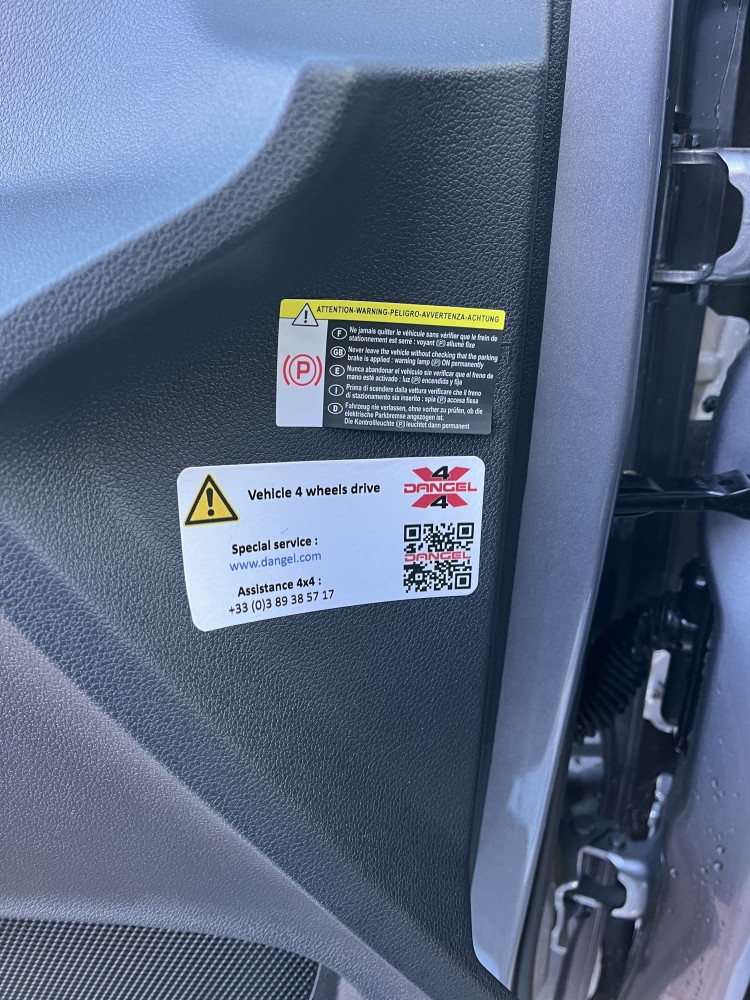 ATTENTION-WARNING-PELIGRO-AVVERTENZA-ACHTUNG
F Ne jamais quitter le véhicule sans vérifier que le frein de
stationnement est serré : voyant (P) allumé fixe
GB Never leave the vehicle without checking that the parking
brake is applied : warning lamp (P) ON permanently
E Nunca abandonar el vehículo sin verificar que el freno de
mano esté activado : luz (P) encendida y fija
I Prima di scendere dalla vettura verificare che il freno
di stazionamento sia inserito : spia (P) accesa fissa
D Fahrzeug nie verlassen, ohne vorher zu prüfen, ob die
elektrische Parkbremse angezogen ist.
Die Kontrollleuchte (P) leuchtet dann permanent
(P)
Vehicle 4 wheels drive
4
DANGEL
4
Special service :
www.dangel.com
DANGEL
Assistance 4x4 :
+33 (0)3 89 38 57 17